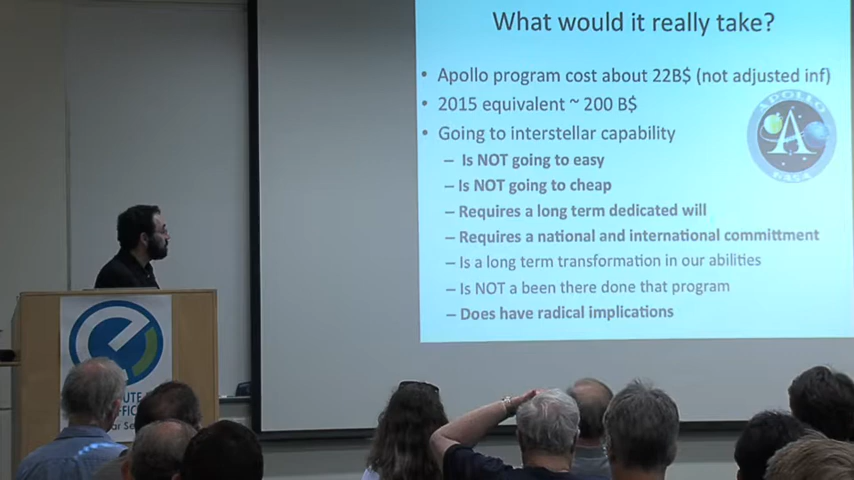 What would it really take?
• Apollo program cost about 22B$ (not adjusted inf)
• 2015 equivalent ~ 200 B$
• Going to interstellar capability
– Is NOT going to easy
– Is NOT going to cheap
– Requires a long term dedicated will
– Requires a national and international committment
– Is a long term transformation in our abilities
– Is NOT a been there done that program
– Does have radical implications
APOLLO
A
NASA